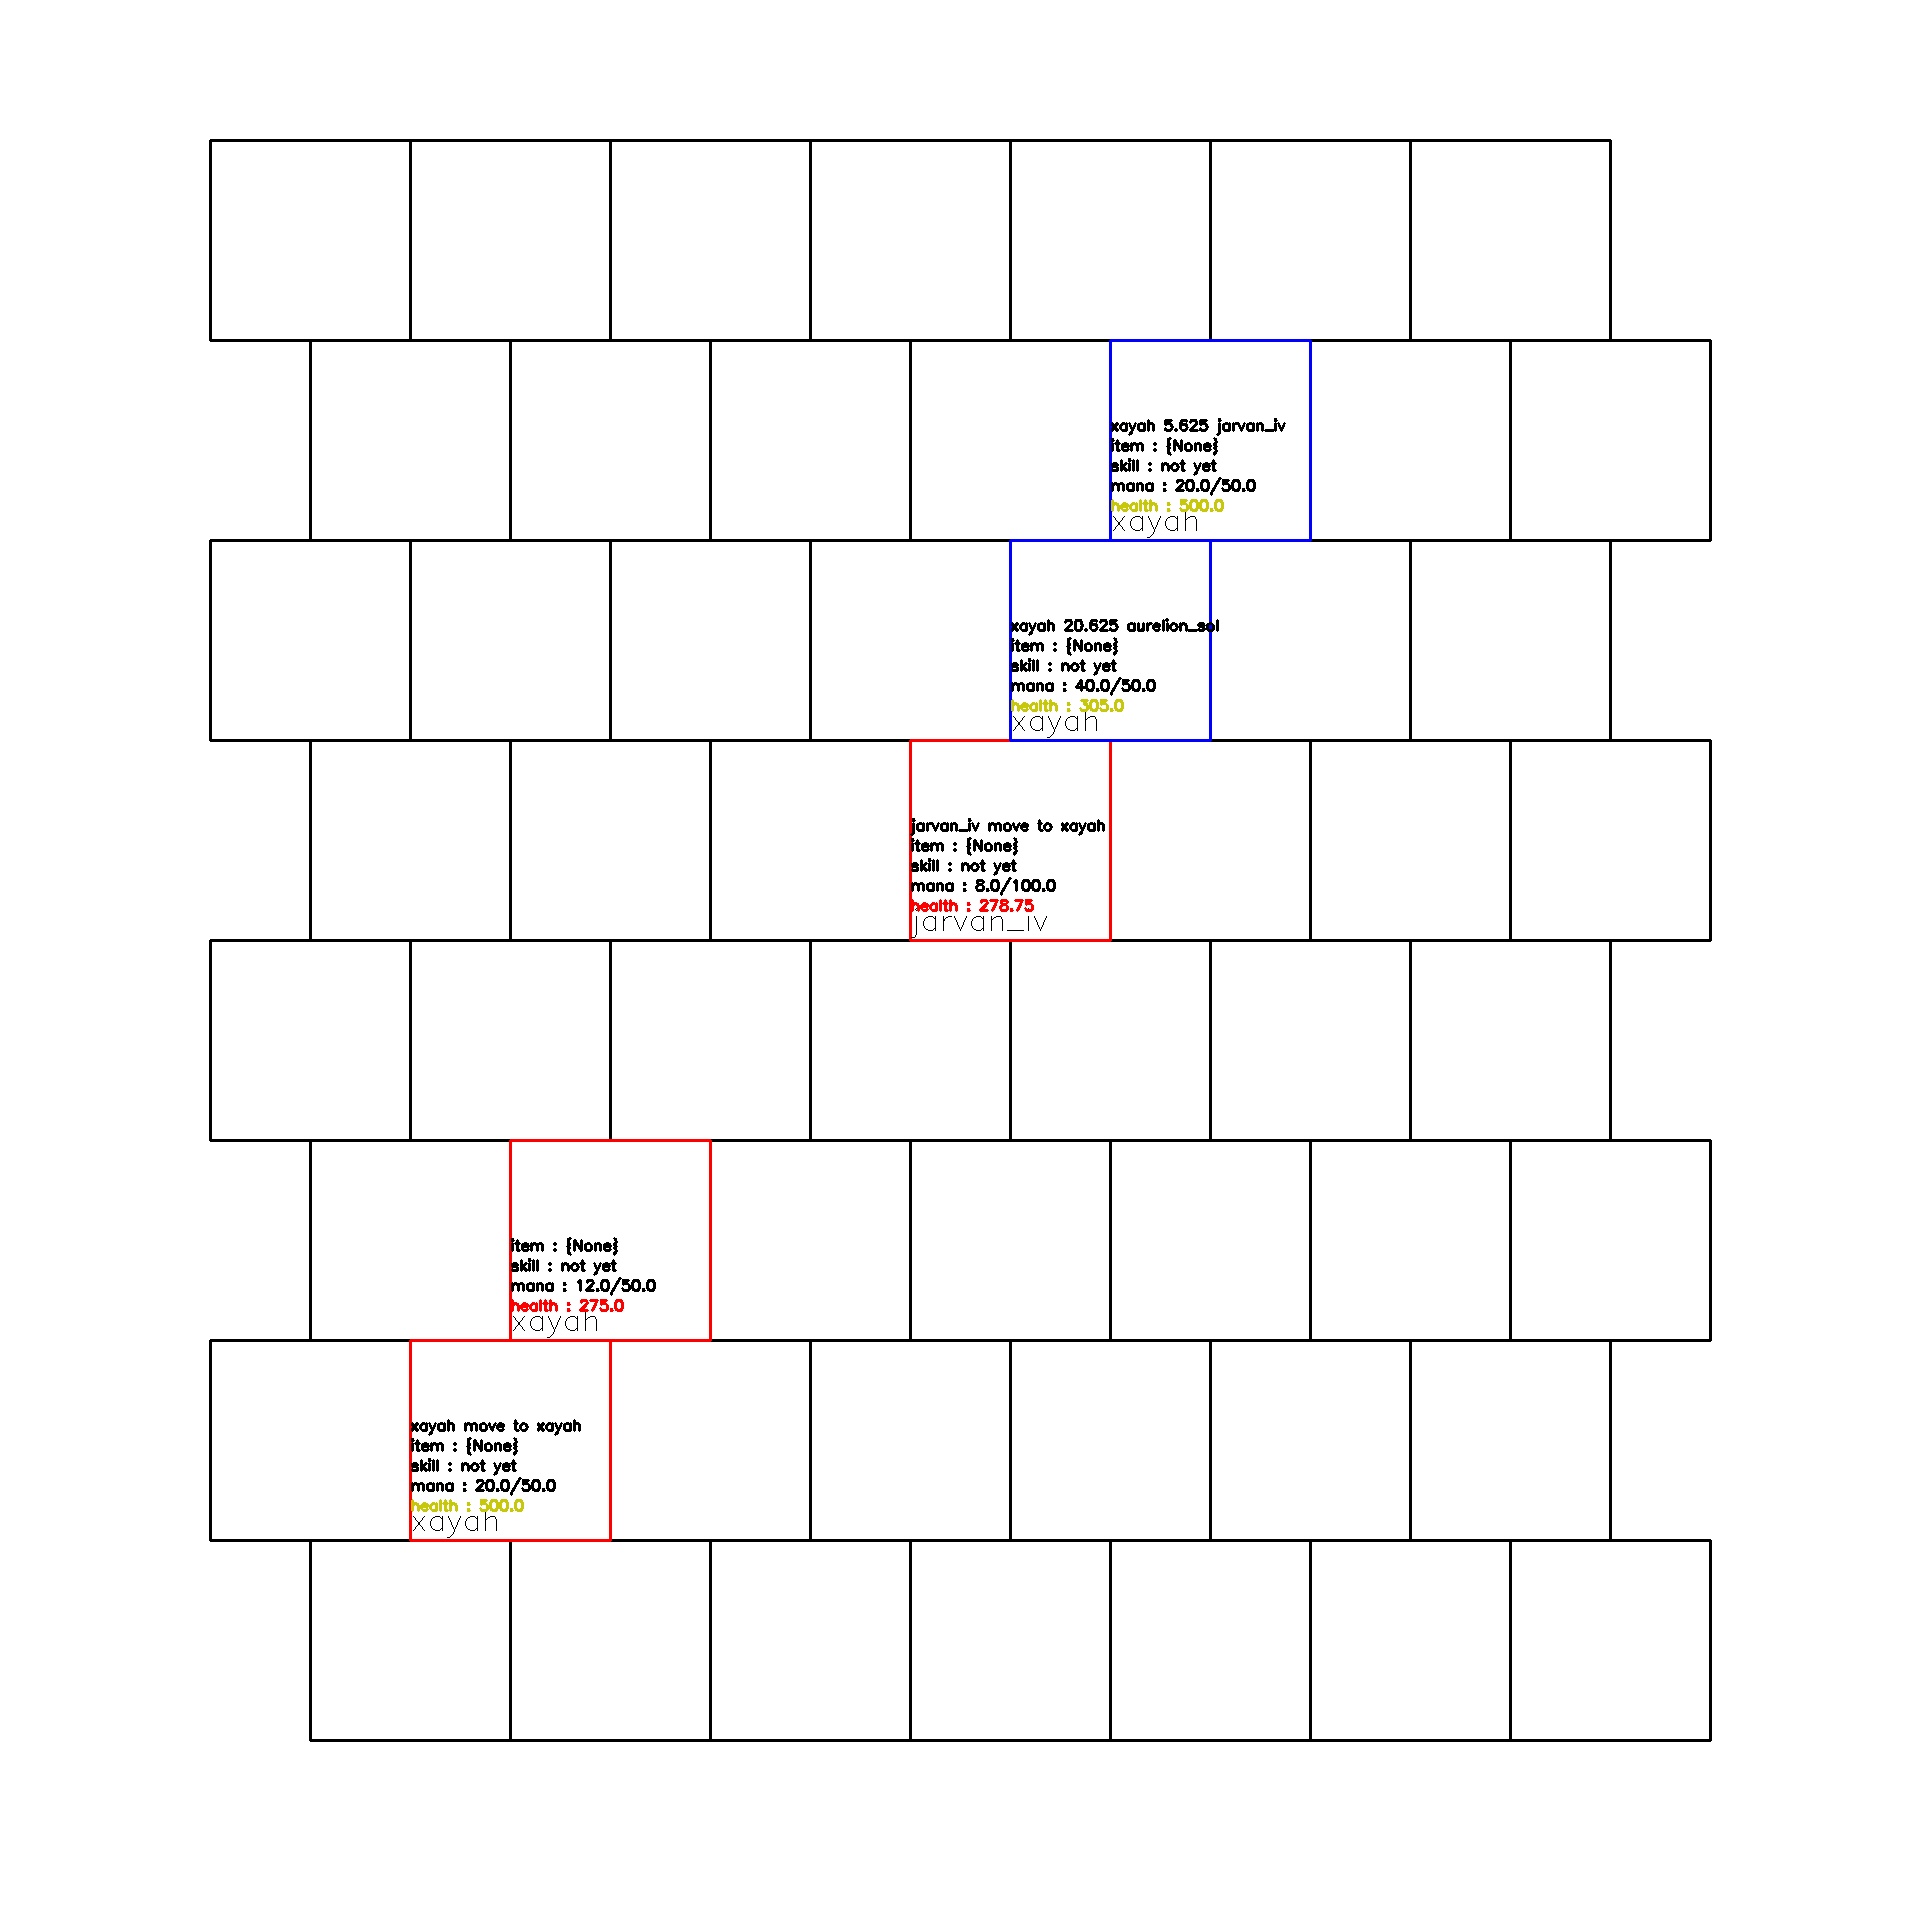 xayah 5.625 jarvan_iv
item : {None}
skill : not yet
mana : 20.0/50.0
health : 500.0
xayah
xayah 20.625 aurelion_sol
item : {None}
skill : not yet
mana : 40.0/50.0
health : 305.0
xayah
jarvan_iv move to xayah
item : {None}
skill : not yet
mana : 8.0/100.0
health : 278.75
jarvan_iv
item : {None}
skill : not yet
mana : 12.0/50.0
health : 275.0
xayah
xayah move to xayah
item : {None}
skill : not yet
mana : 20.0/50.0
health : 500.0
xayah